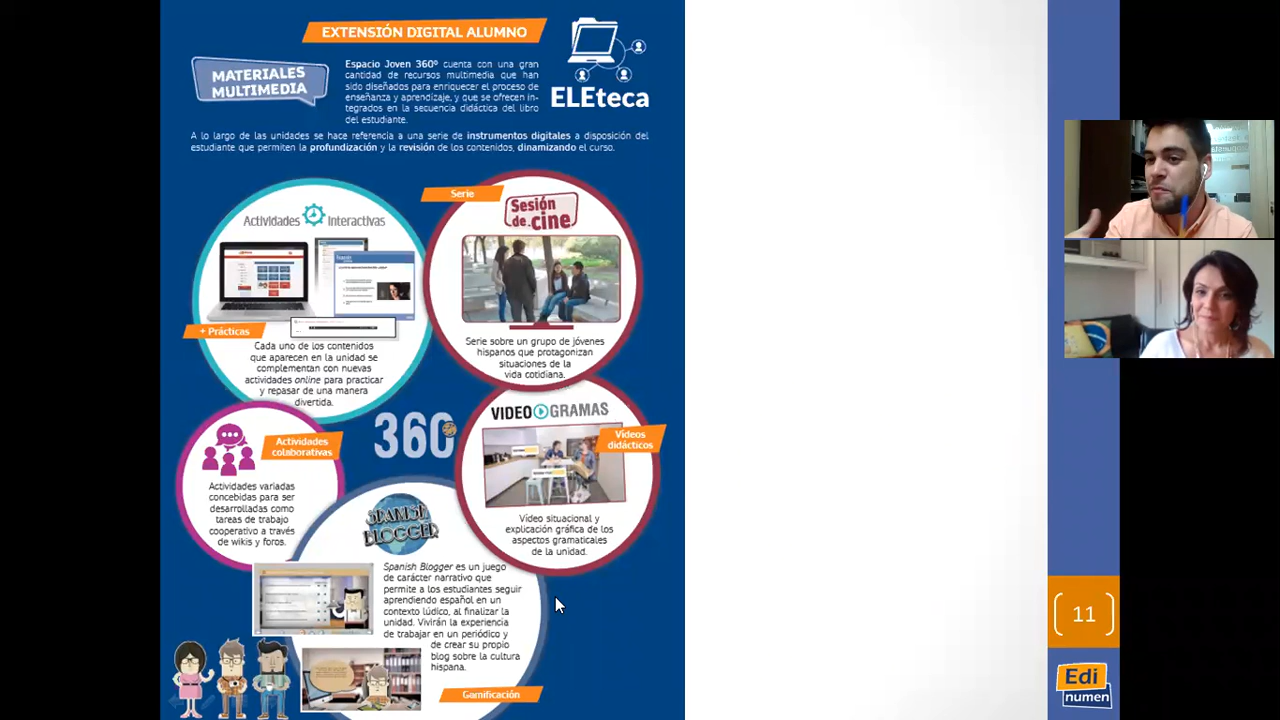 EXTENSIÓN DIGITAL ALUMNO
MATERIALES
MULTIMEDIA
Espacio Joven 360º cuenta con una gran
cantidad de recursos multimedia que han
sido diseñados para enriquecer el proceso de
enseñanza y aprendizaje, y que se ofrecen in-
tegrados en la secuencia didáctica del libro
del estudiante.
ELEteca
A lo largo de las unidades se hace referencia a una serie de instrumentos digitales a disposición del
estudiante que permiten la profundización y la revisión de los contenidos, dinamizando el curso.
Actividades Interactivas
+ Prácticas
Cada uno de los contenidos
que aparecen en la unidad se
complementan con nuevas
actividades online para practicar
y repasar de una manera
divertida.
Serie
Sesión
de cine
Serie sobre un grupo de jóvenes
hispanos que protagonizan
situaciones de la
vida cotidiana.
360º
Actividades
colaborativas
Actividades variadas
concebidas para ser
desarrolladas como
tareas de trabajo
cooperativo a través
de wikis y foros.
VIDEOGRAMAS
Vídeos
didácticos
Vídeo situacional y
explicación gráfica de los
aspectos gramaticales
de la unidad.
SPANISH
BLOGGER
Spanish Blogger es un juego
de carácter narrativo que
permite a los estudiantes seguir
aprendiendo español en un
contexto lúdico, al finalizar la
unidad. Vivirán la experiencia
de trabajar en un periódico y
de crear su propio
blog sobre la cultura
hispana.
Gamificación
11
Edi
numen